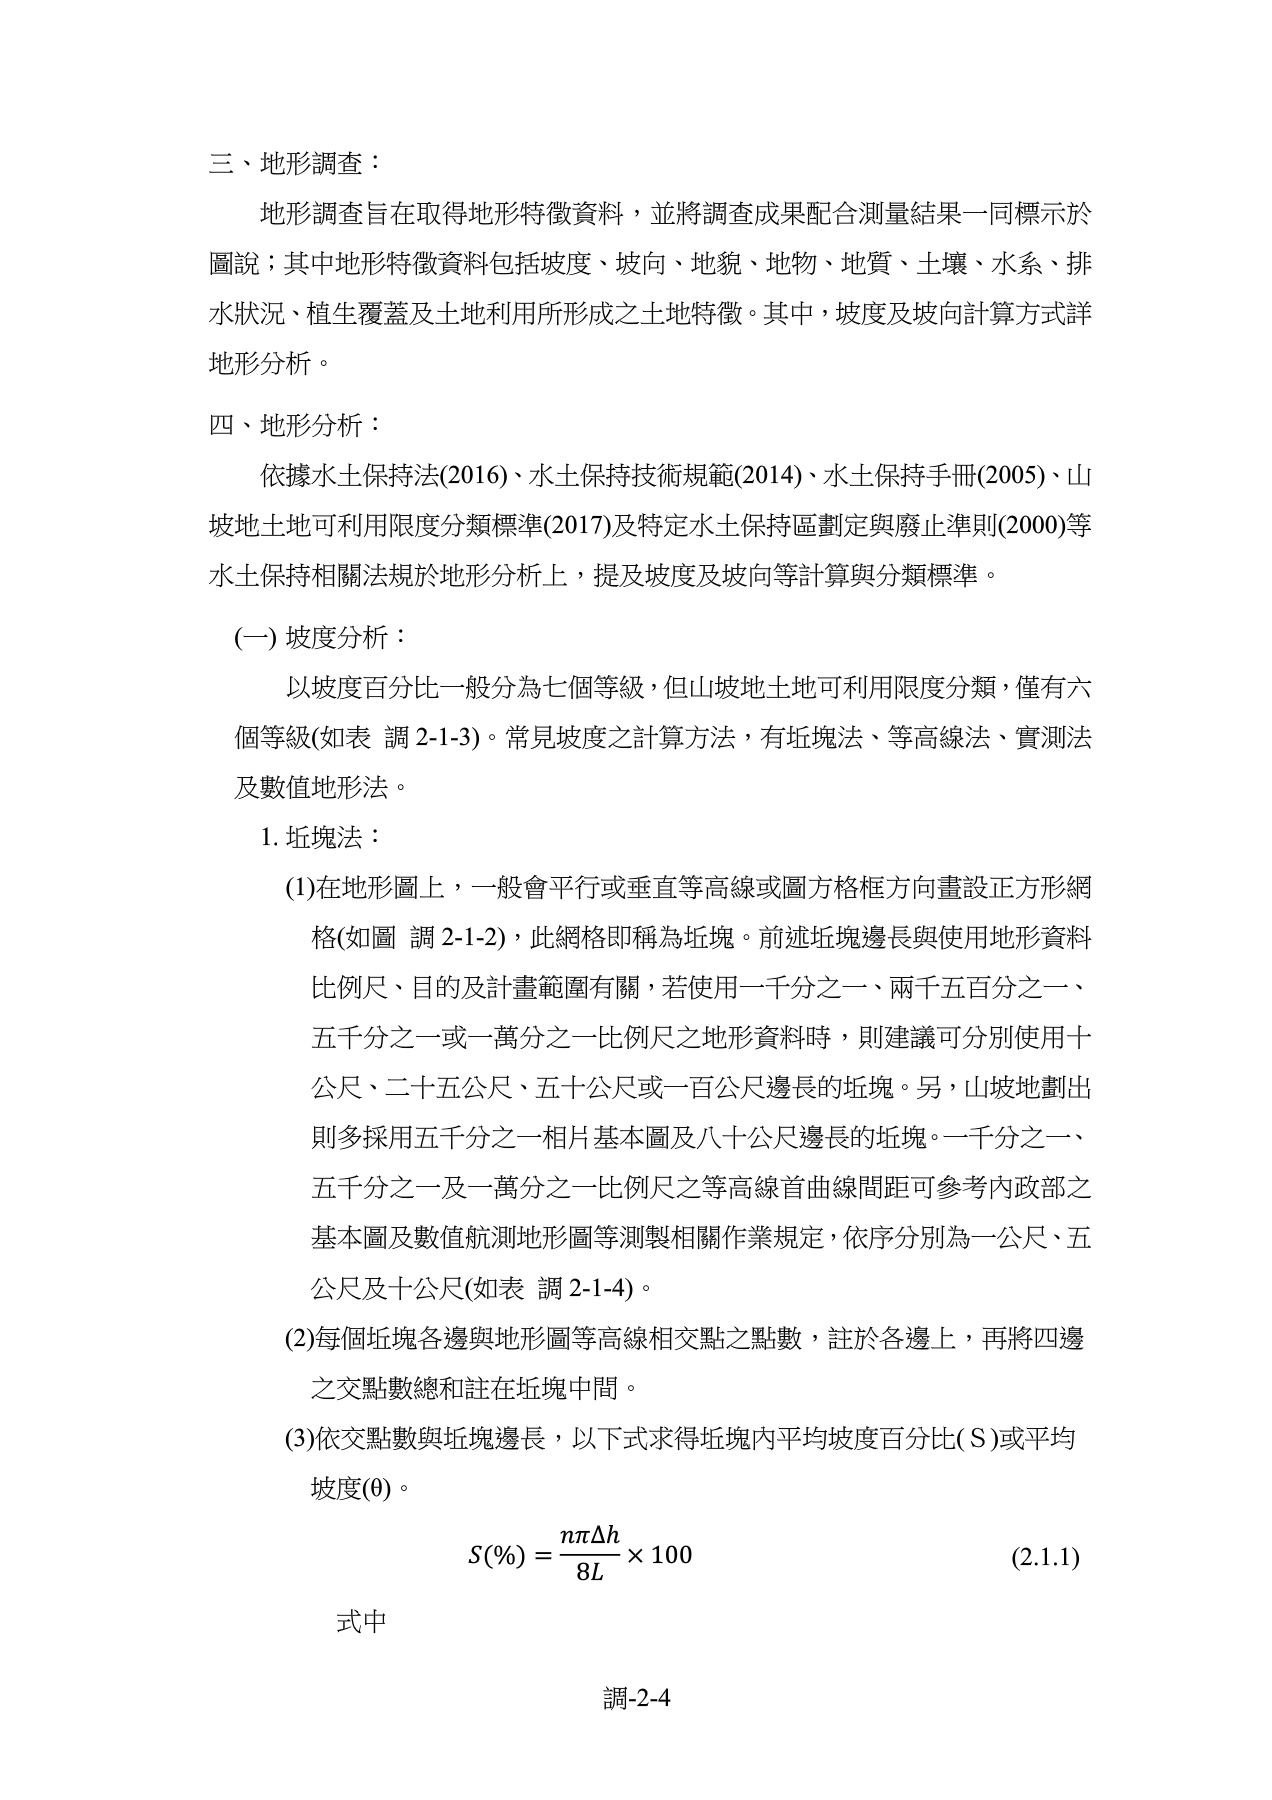 三、地形調查：
地形調查旨在取得地形特徵資料，並將調查成果配合測量結果一同標示於
圖說；其中地形特徵資料包括坡度、坡向、地貌、地物、地質、土壤、水系、排
水狀況、植生覆蓋及土地利用所形成之土地特徵。其中，坡度及坡向計算方式詳
地形分析。
四、地形分析：
依據水土保持法(2016)、水土保持技術規範(2014)、水土保持手冊(2005)、山
坡地土地可利用限度分類標準(2017)及特定水土保持區劃定與廢止準則(2000)等
水土保持相關法規於地形分析上，提及坡度及坡向等計算與分類標準。
(一) 坡度分析：
以坡度百分比一般分為七個等級，但山坡地土地可利用限度分類，僅有六
個等級(如表 調 2-1-3)。常見坡度之計算方法，有坵塊法、等高線法、實測法
及數值地形法。
1. 坵塊法：
(1)在地形圖上，一般會平行或垂直等高線或圖方格框方向畫設正方形網
格(如圖 調 2-1-2)，此網格即稱為坵塊。前述坵塊邊長與使用地形資料
比例尺、目的及計畫範圍有關，若使用一千分之一、兩千五百分之一、
五千分之一或一萬分之一比例尺之地形資料時，則建議可分別使用十
公尺、二十五公尺、五十公尺或一百公尺邊長的坵塊。另，山坡地劃出
則多採用五千分之一相片基本圖及八十公尺邊長的坵塊。一千分之一、
五千分之一及一萬分之一比例尺之等高線首曲線間距可參考內政部之
基本圖及數值航測地形圖等測製相關作業規定，依序分別為一公尺、五
公尺及十公尺(如表 調 2-1-4)。
(2)每個坵塊各邊與地形圖等高線相交點之點數，註於各邊上，再將四邊
之交點數總和註在坵塊中間。
(3)依交點數與坵塊邊長，以下式求得坵塊內平均坡度百分比(Ｓ)或平均
坡度(θ)。
S(%) = nπΔh / 8L × 100 (2.1.1)
式中
調-2-4